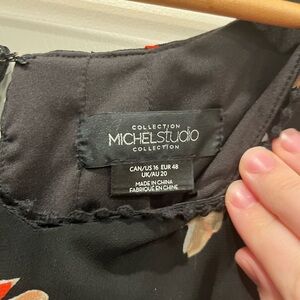 COLLECTION
MICHELstudio
COLLECTION
CAN/US 16 EUR 48
UK/AU 20
MADE IN CHINA
FABRIQUÉ EN CHINE